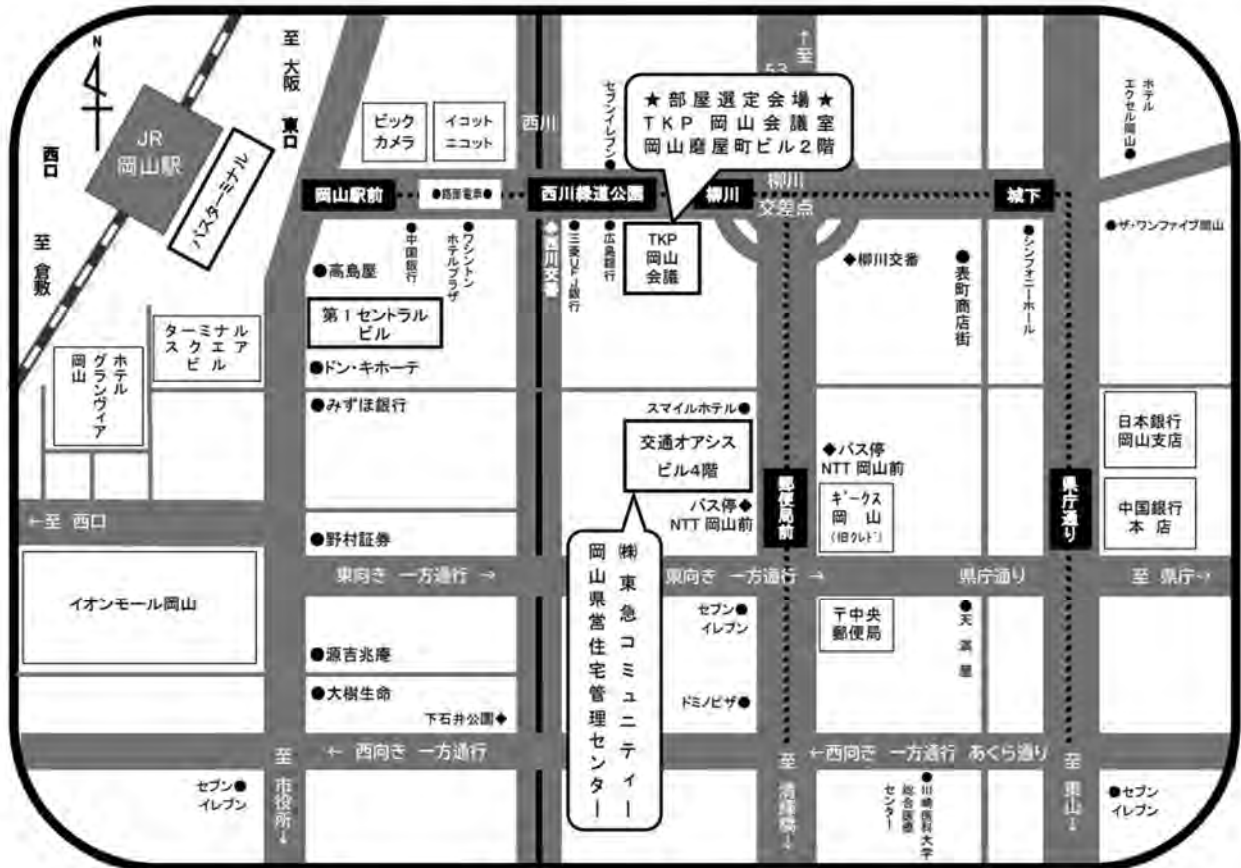 N
至 大阪
東口
西口
JR
岡山駅
バスターミナル
至 倉敷
ビック
カメラ
イコット
ニコット
西川
セブンイレブン●
↑至
53
★部屋選定会場★
TKP 岡山会議室
岡山磨屋町ビル2階
ホテル
エクセル岡山●
岡山駅前
●路面電車●
西川緑道公園
柳川
柳川
交差点
城下
●中国銀行
●ワシントン
ホテルプラザ
◆西川交番
●三菱UFJ銀行
●広島銀行
TKP
岡山
会議
◆柳川交番
●表町商店街
●シンフォニーホール
●ザ・ワンファイブ岡山
●高島屋
第1セントラル
ビル
ターミナル
スクエア
ビル
ホテル
グランヴィア
岡山
●ドン・キホーテ
●みずほ銀行
スマイルホテル●
交通オアシス
ビル4階
◆バス停
NTT 岡山前
日本銀行
岡山支店
バス停◆
NTT 岡山前
郵便局前
ギークス
岡山
(旧クレド)
県庁通り
中国銀行
本店
←至 西口
●野村証券
㈱東急コミュニティー
岡山県営住宅管理センター
東向き 一方通行 →
東向き 一方通行 →
県庁通り
至 県庁→
イオンモール岡山
セブン●
イレブン
〒中央
郵便局
●天満屋
●源吉兆庵
●大樹生命
下石井公園◆
ドミノピザ●
← 西向き 一方通行
←西向き 一方通行 あくら通り
セブン●
イレブン
至 市役所↓
至 清輝橋↓
●川崎医科大学
総合医療
センター
至 東山↓
●セブン
イレブン